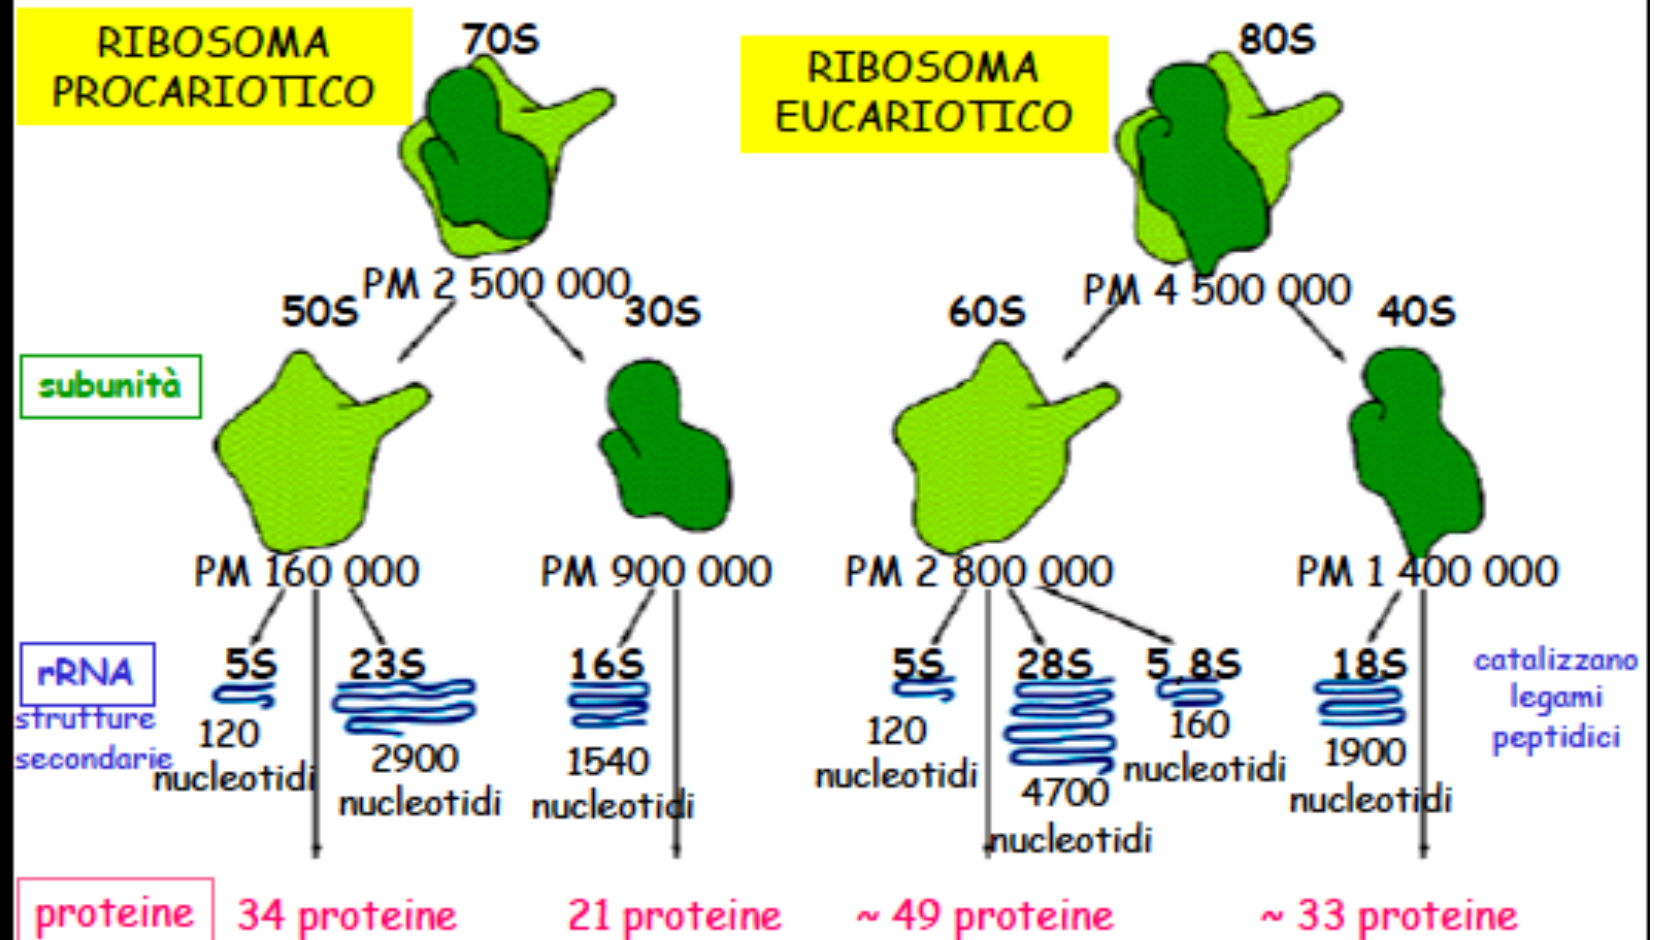 RIBOSOMA
PROCARIOTICO
70S
RIBOSOMA
EUCARIOTICO
80S
PM 2 500 000
PM 4 500 000
50S
30S
60S
40S
subunità
PM 160 000
PM 900 000
PM 2 800 000
PM 1 400 000
rRNA
strutture
secondarie
5S
120
nucleotidi
23S
2900
nucleotidi
16S
1540
nucleotidi
5S
120
nucleotidi
28S
4700
nucleotidi
5,8S
160
nucleotidi
18S
1900
nucleotidi
catalizzano
legami
peptidici
proteine
34 proteine
21 proteine
~ 49 proteine
~ 33 proteine